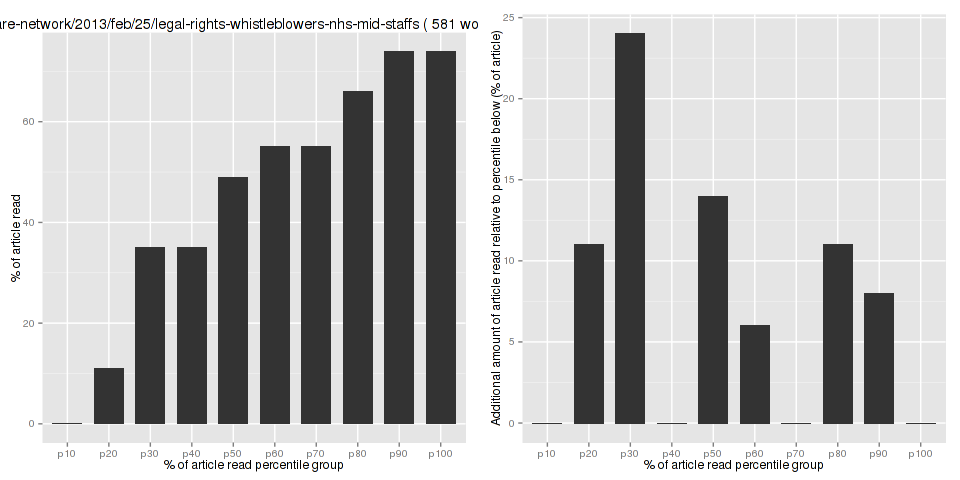 are-network/2013/feb/25/legal-rights-whistleblowers-nhs-mid-staffs ( 581 wo
% of article read
60
40
20
0
p10 p20 p30 p40 p50 p60 p70 p80 p90 p100
% of article read percentile group
Additional amount of article read relative to percentile below (% of article)
25
20
15
10
5
0
p10 p20 p30 p40 p50 p60 p70 p80 p90 p100
% of article read percentile group